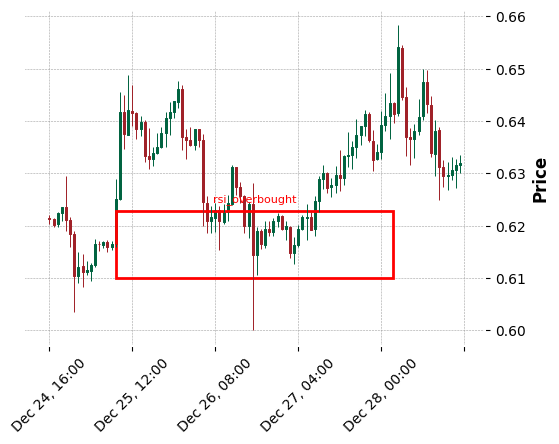 0.66
0.65
0.64
0.63
0.62
0.61
0.60
Price
rsi_overbought
Dec 24, 16:00
Dec 25, 12:00
Dec 26, 08:00
Dec 27, 04:00
Dec 28, 00:00